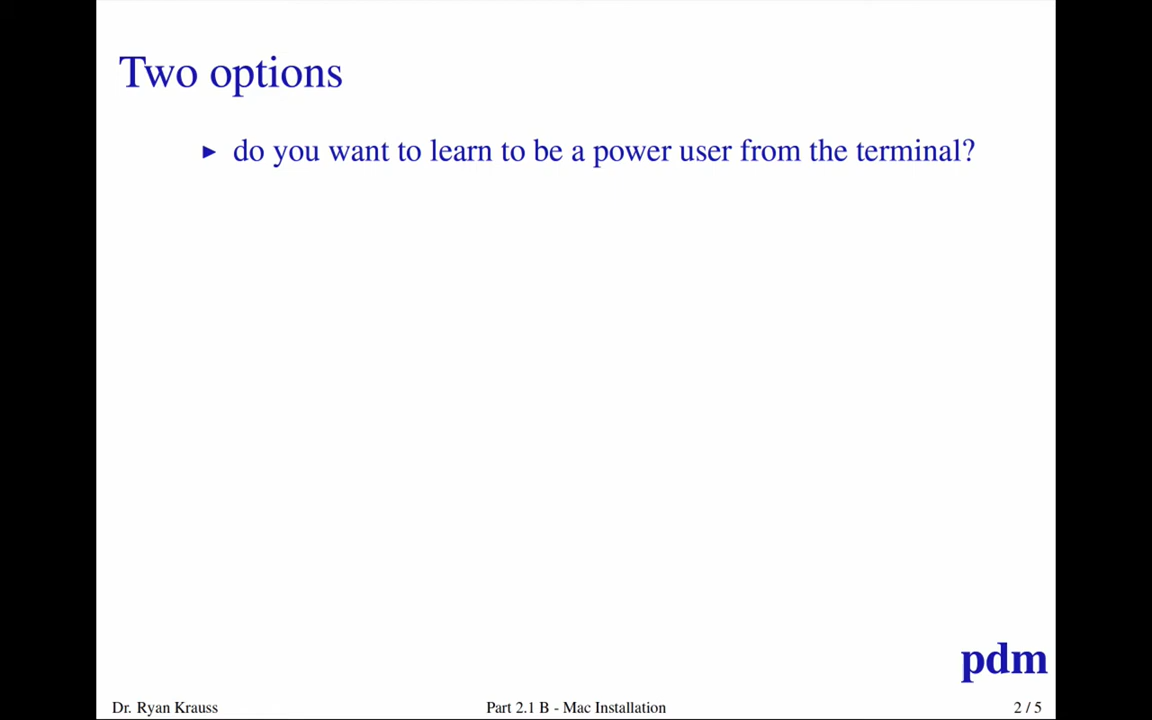 Two options
▶ do you want to learn to be a power user from the terminal?
pdm
Dr. Ryan Krauss Part 2.1 B - Mac Installation 2 / 5